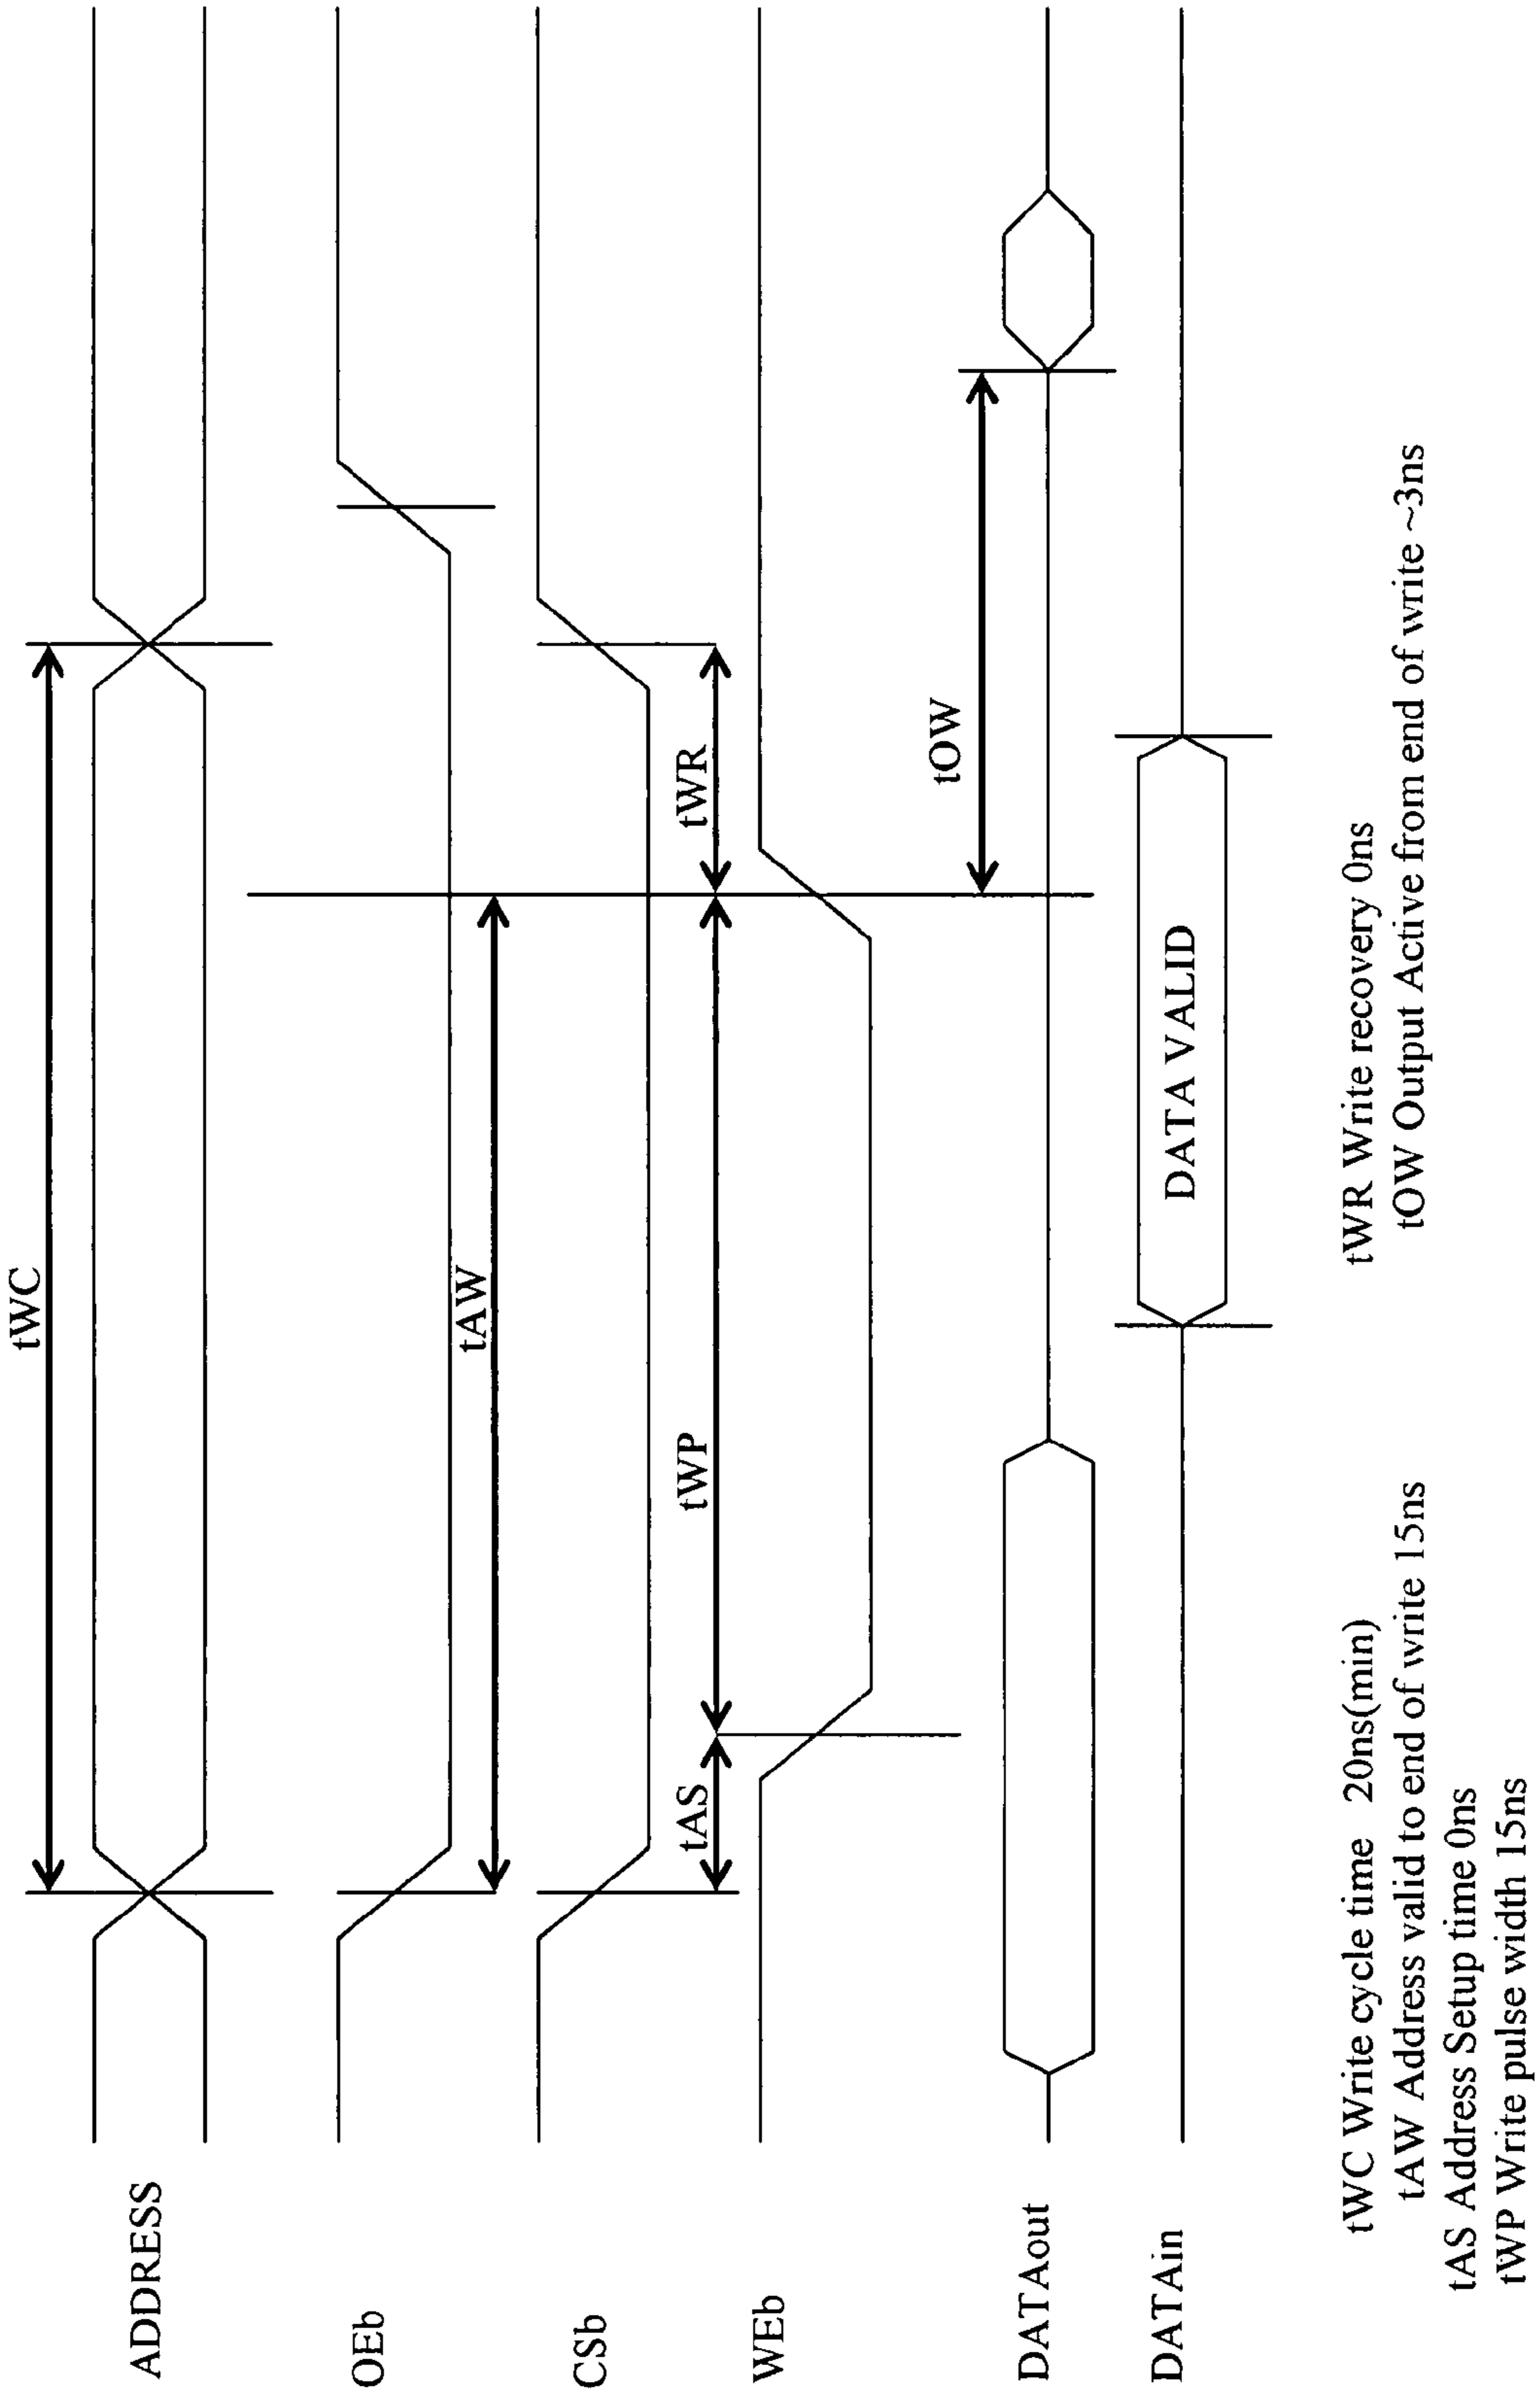 tWC
ADDRESS
OEb
tAW
CSb
tAS
tWP
tWR
WEb
tOW
DATAout
DATAin
DATA VALID
tWC Write cycle time 20ns(min)
tAW Address valid to end of write 15ns
tAS Address Setup time 0ns
tWP Write pulse width 15ns
tWR Write recovery 0ns
tOW Output Active from end of write ~3ns